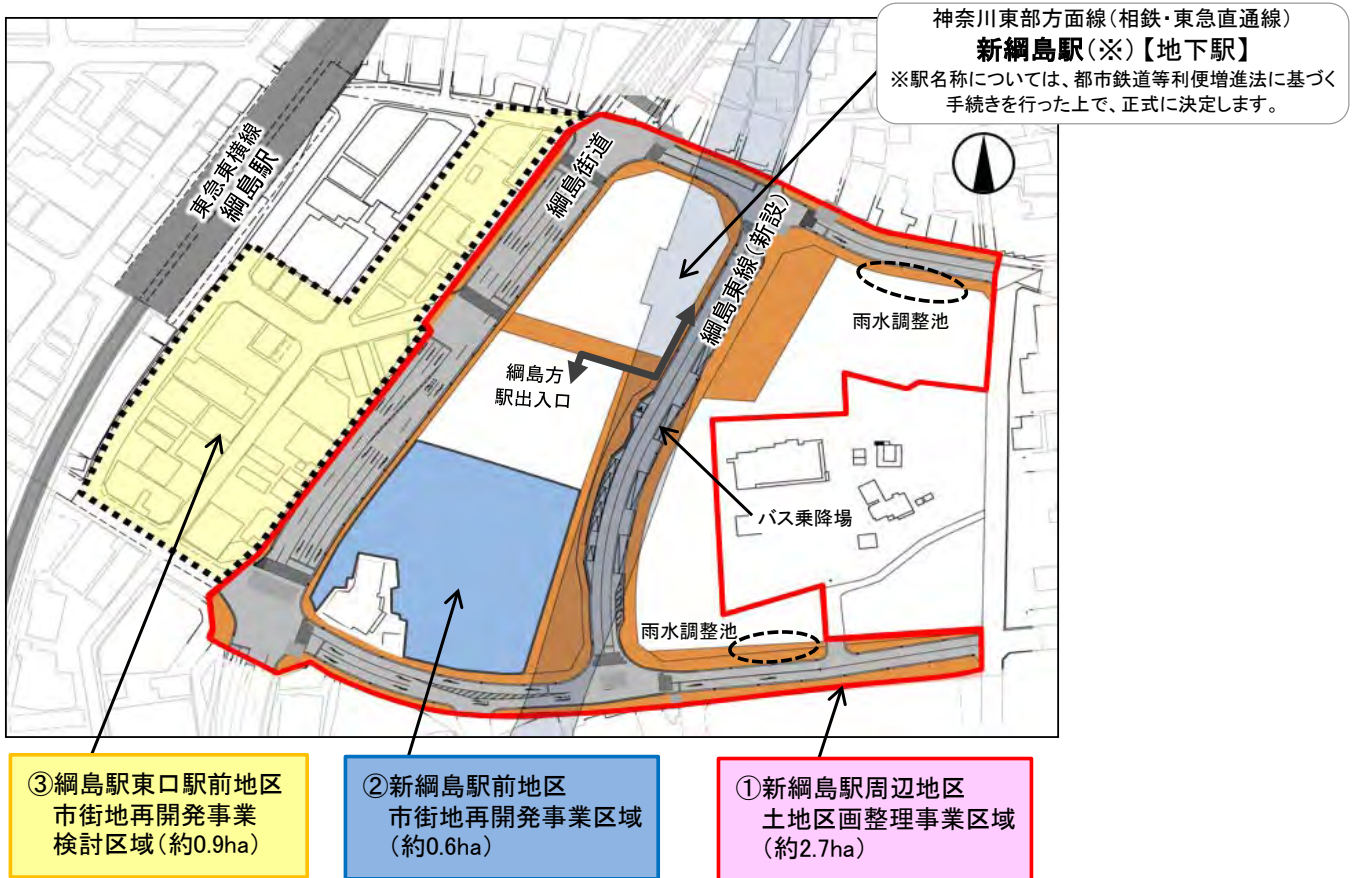 神奈川東部方面線(相鉄・東急直通線)
新綱島駅(※)【地下駅】
※駅名称については、都市鉄道等利便増進法に基づく
手続きを行った上で、正式に決定します。
東急東横線
綱島駅
綱島街道
綱島東線(新設)
雨水調整池
綱島方
駅出入口
バス乗降場
雨水調整池
③綱島駅東口駅前地区
市街地再開発事業
検討区域(約0.9ha)
②新綱島駅前地区
市街地再開発事業区域
(約0.6ha)
①新綱島駅周辺地区
土地区画整理事業区域
(約2.7ha)